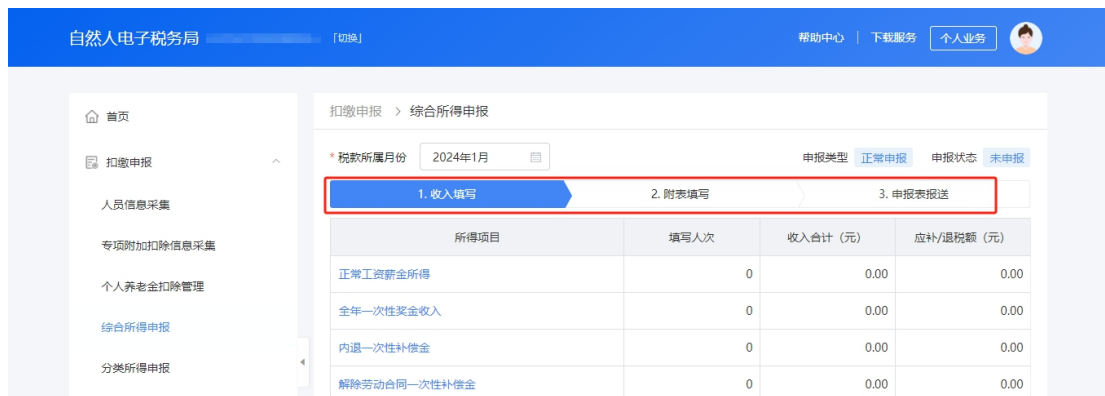 自然人电子税务局 「切换」 帮助中心 | 下载服务 个人业务
首页
扣缴申报
人员信息采集
专项附加扣除信息采集
个人养老金扣除管理
综合所得申报
分类所得申报
扣缴申报 > 综合所得申报
*税款所属月份 2024年1月 申报类型 正常申报 申报状态 未申报
1. 收入填写 2. 附表填写 3. 申报表报送
所得项目 填写人次 收入合计（元） 应补/退税额（元）
正常工资薪金所得 0 0.00 0.00
全年一次性奖金收入 0 0.00 0.00
内退一次性补偿金 0 0.00 0.00
解除劳动合同一次性补偿金 0 0.00 0.00